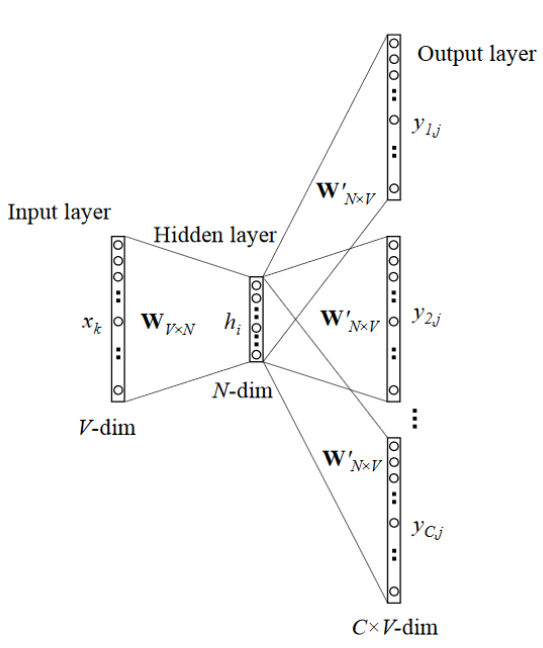 Output layer
y1,j
W'N×V
Input layer
Hidden layer
xk
WV×N
hi
W'N×V
y2,j
N-dim
V-dim
W'N×V
yC,j
C×V-dim